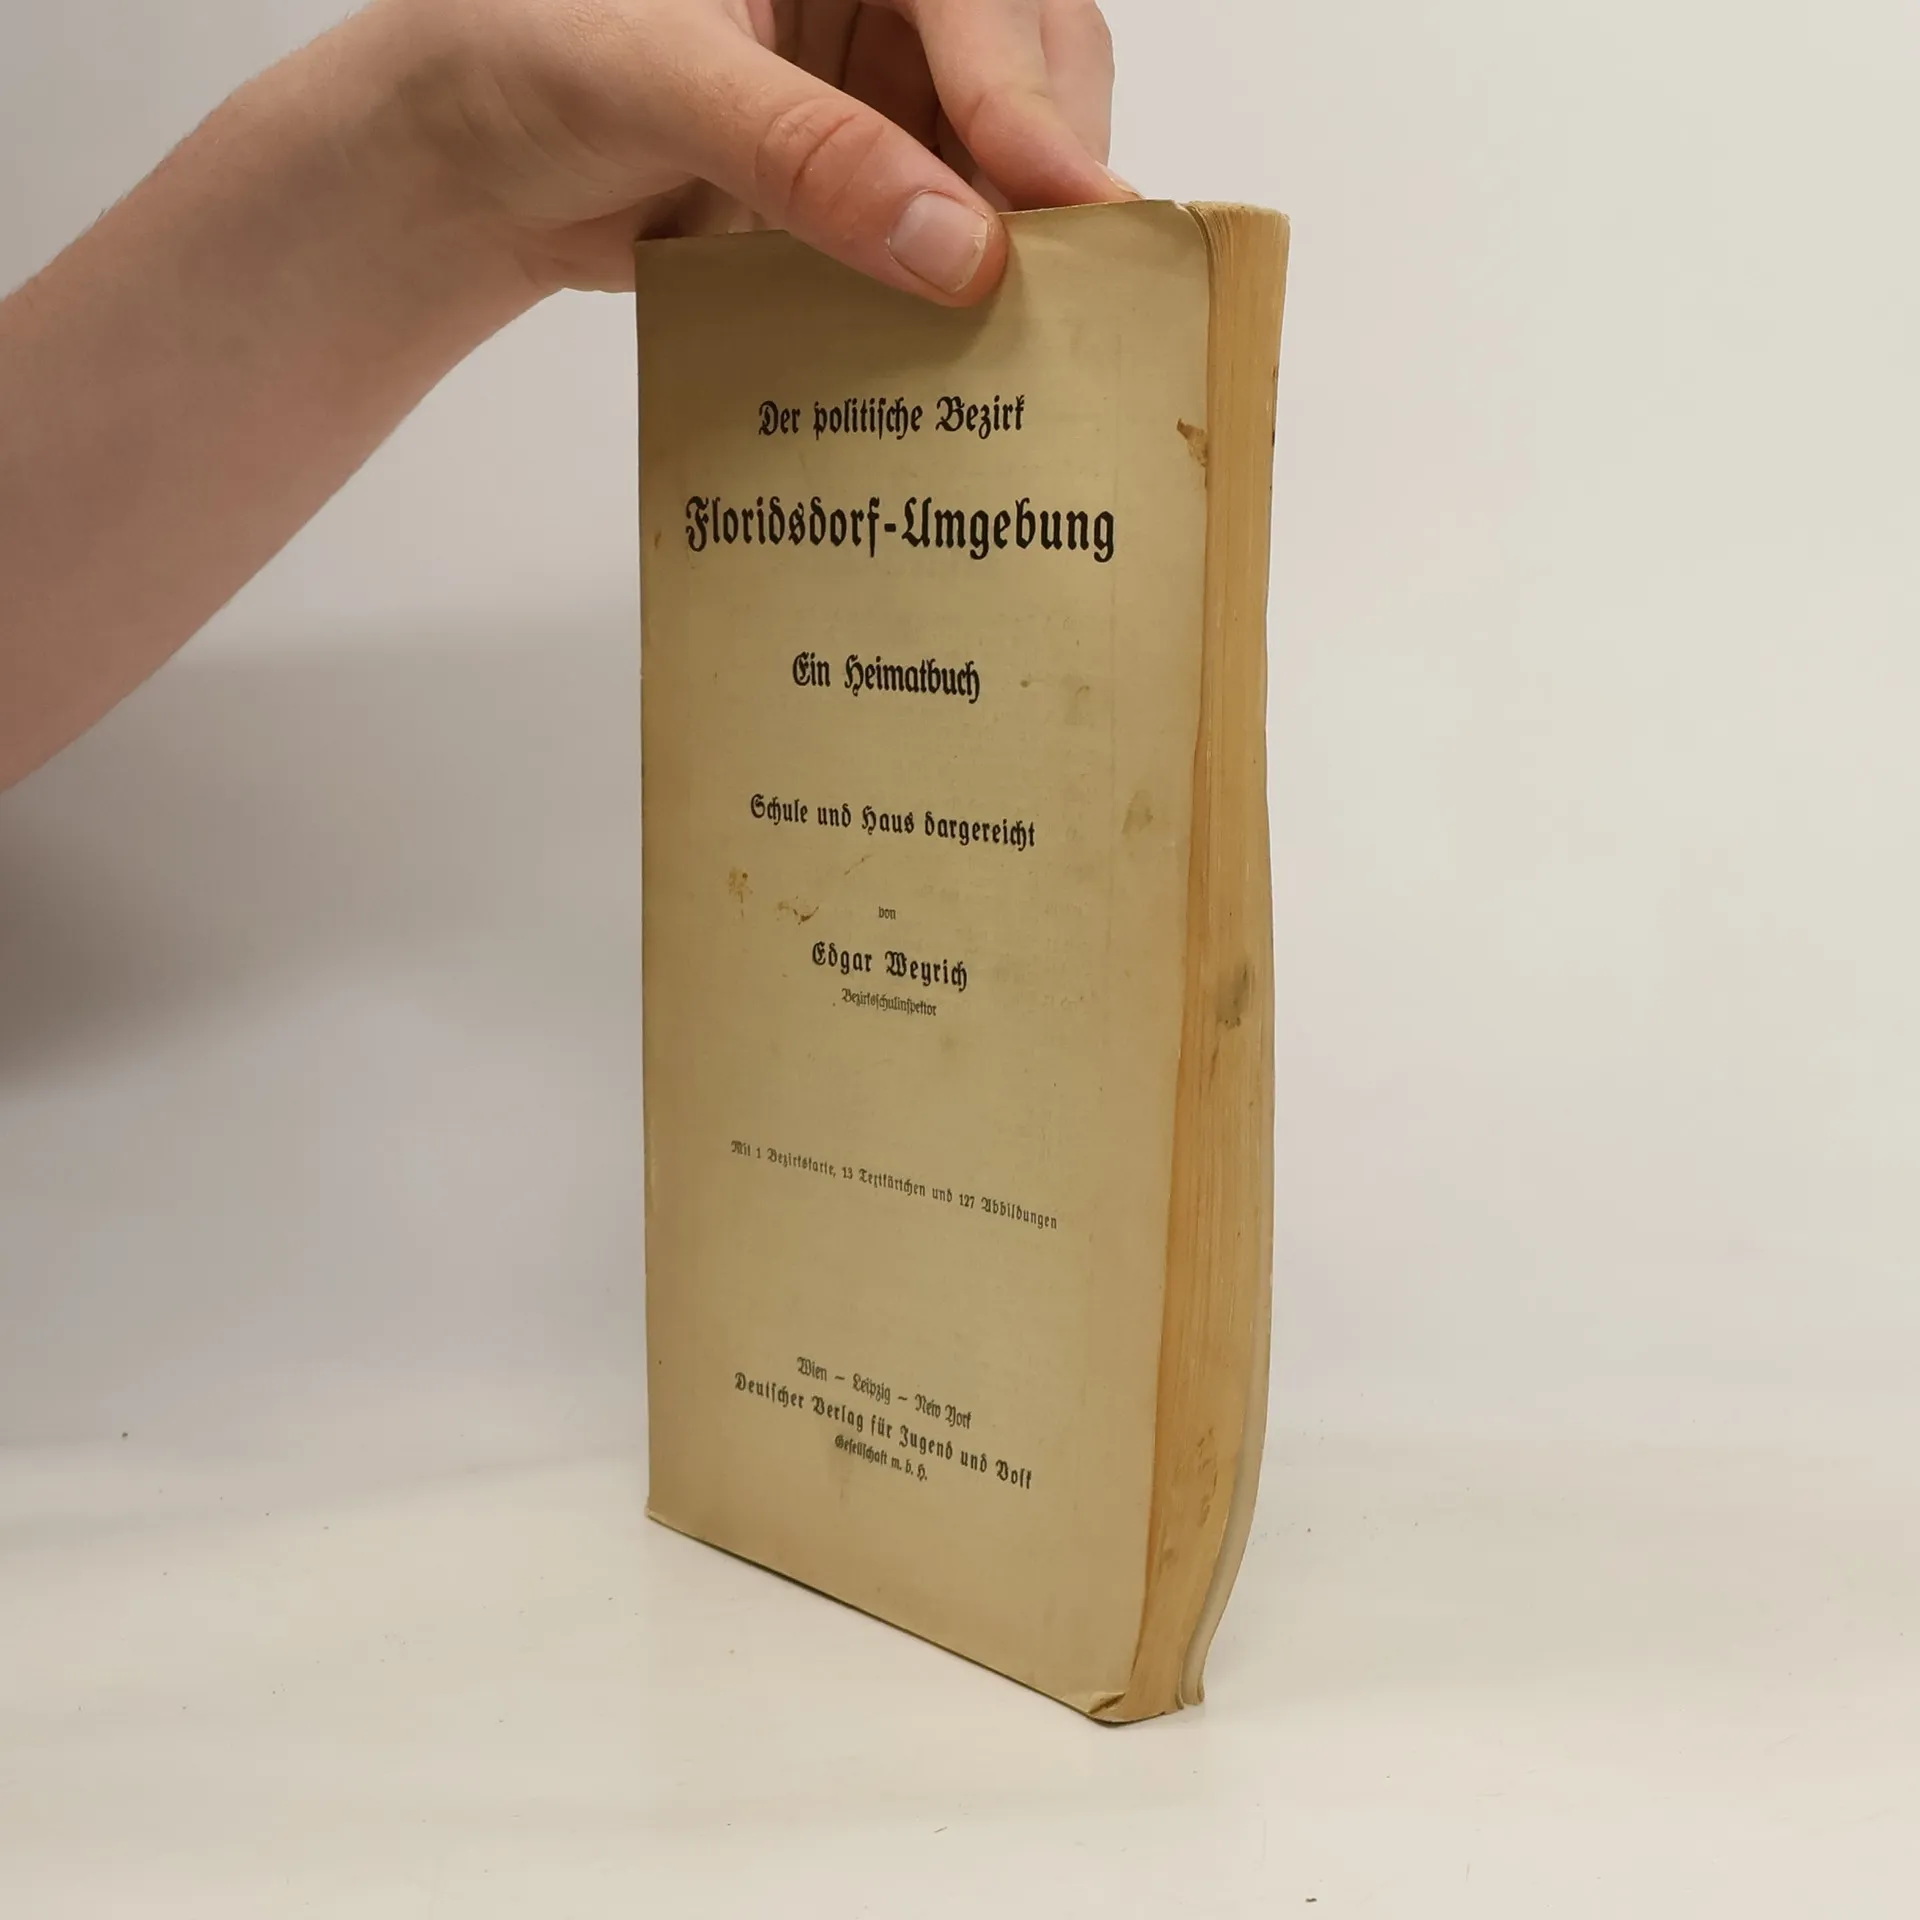 Der politiſche Bezirk
Floridsdorf-Umgebung
Ein Heimatbuch
Schule und Haus dargereicht
von
Edgar Weyrich
Bezirksſchulinſpektor
Mit 1 Bezirkskarte, 13 Textkärtchen und 127 Abbildungen
Wien – Leipzig – New York
Deutſcher Verlag für Jugend und Volk
Geſellſchaft m. b. H.